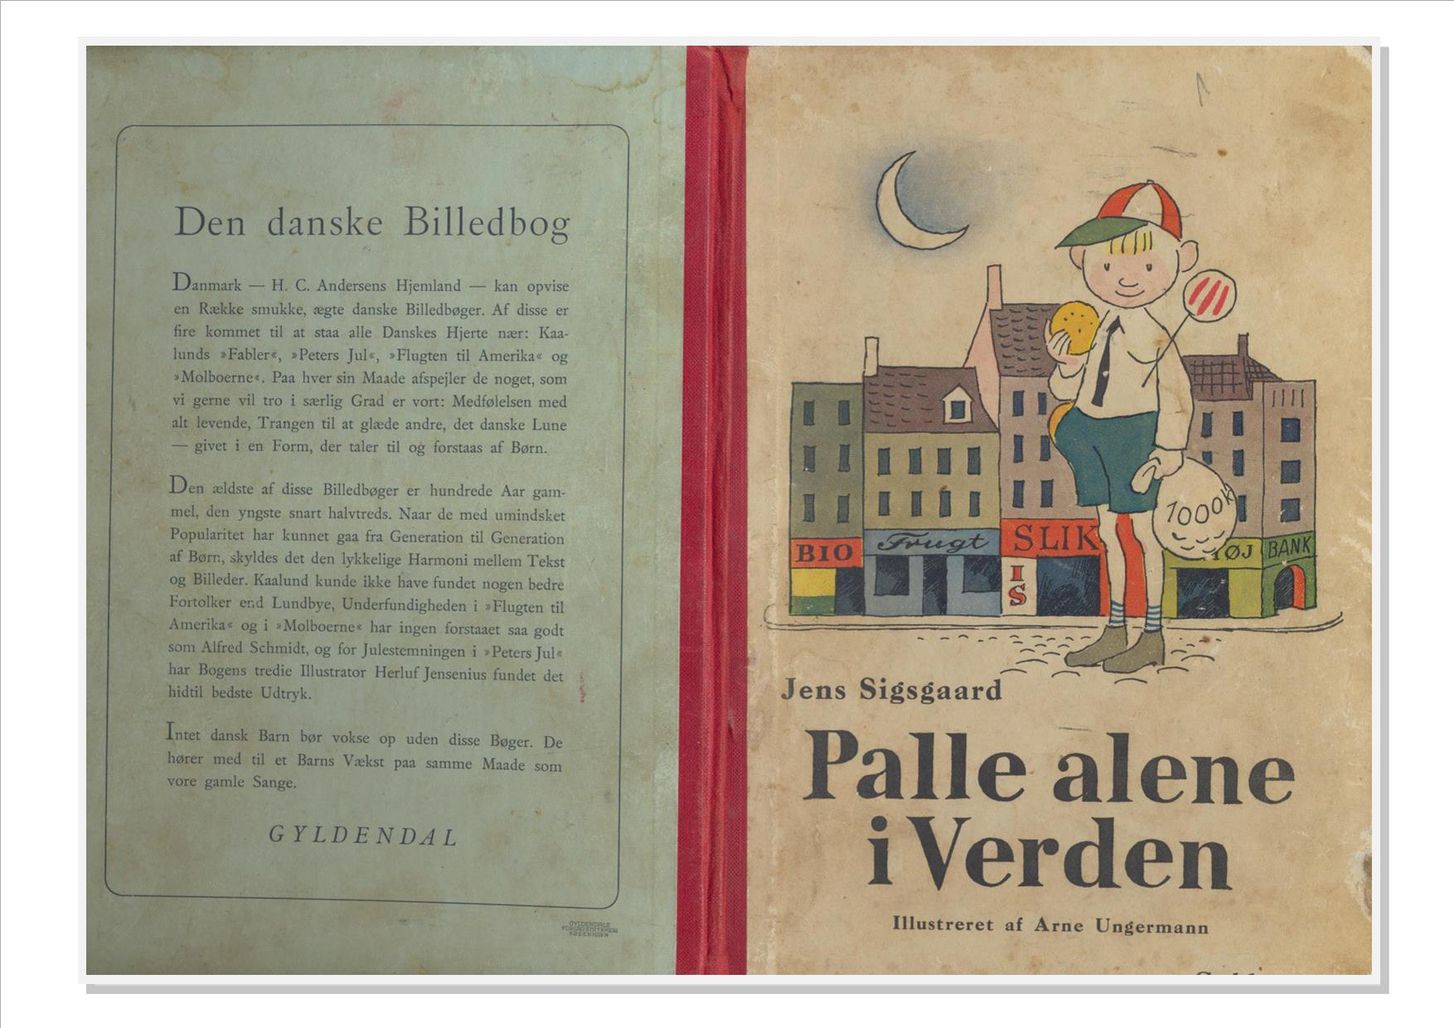 Den danske Billedbog
Danmark — H. C. Andersens Hjemland — kan opvise
en Række smukke, ægte danske Billedbøger. Af disse er
fire kommet til at staa alle Danskes Hjerte nær: Kaa-
lunds »Fabler«, »Peters Jul«, »Flugten til Amerika« og
»Molboerne«. Paa hver sin Maade afspejler de noget, som
vi gerne vil tro i særlig Grad er vort: Medfølelsen med
alt levende, Trangen til at glæde andre, det danske Lune
— givet i en Form, der taler til og forstaas af Børn.
Den ældste af disse Billedbøger er hundrede Aar gam-
mel, den yngste snart halvtreds. Naar de med umindsket
Popularitet har kunnet gaa fra Generation til Generation
af Børn, skyldes det den lykkelige Harmoni mellem Tekst
og Billeder. Kaalund kunde ikke have fundet nogen bedre
Fortolker end Lundbye, Underfundigheden i »Flugten til
Amerika« og i »Molboerne« har ingen forstaaet saa godt
som Alfred Schmidt, og for Julestemningen i »Peters Jul«
har Bogens tredie Illustrator Herluf Jensenius fundet det
hidtil bedste Udtryk.
Intet dansk Barn bør vokse op uden disse Bøger. De
hører med til et Barns Vækst paa samme Maade som
vore gamle Sange.
GYLDENDAL
1000K
BIO
Frugt
SLIK
IS
ØJ
BANK
Jens Sigsgaard
Palle alene
i Verden
Illustreret af Arne Ungermann